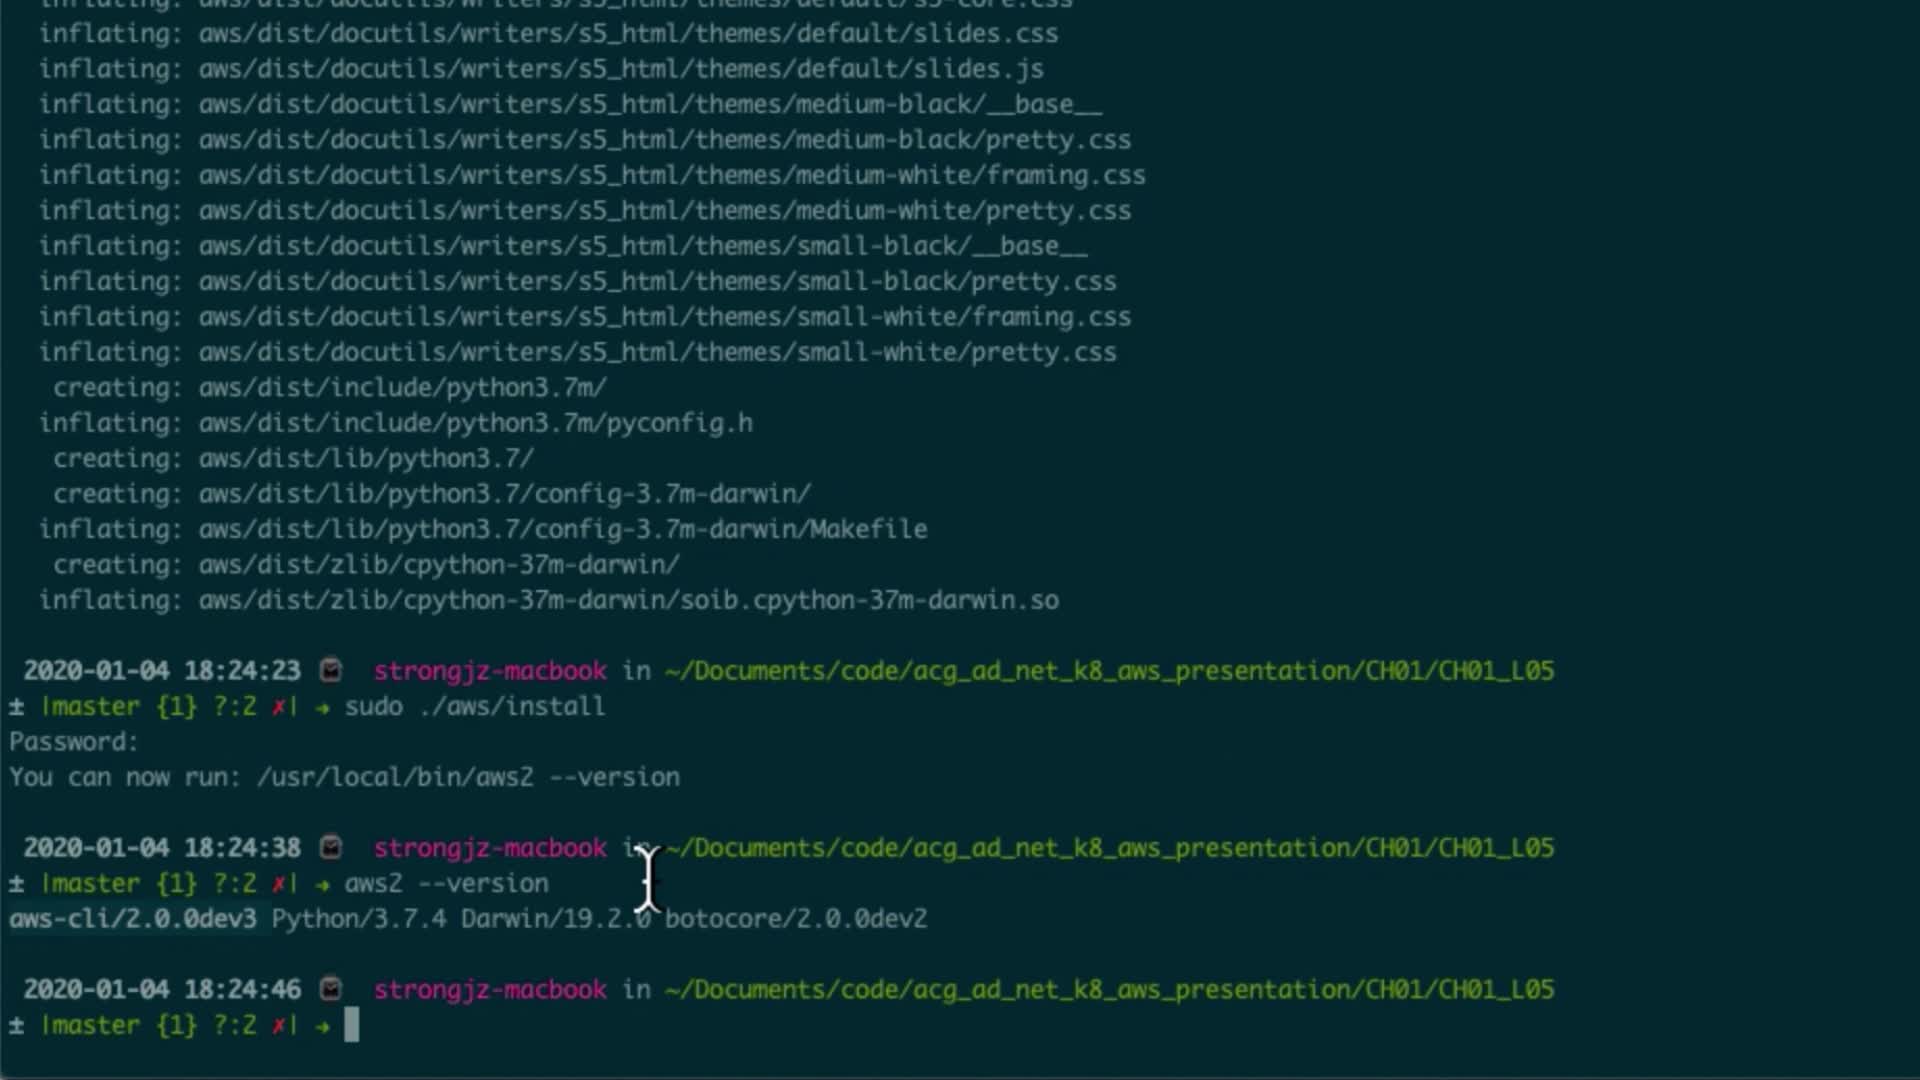 inflating: aws/dist/docutils/writers/s5_html/themes/default/s5-core.css
inflating: aws/dist/docutils/writers/s5_html/themes/default/slides.css
inflating: aws/dist/docutils/writers/s5_html/themes/default/slides.js
inflating: aws/dist/docutils/writers/s5_html/themes/medium-black/__base__
inflating: aws/dist/docutils/writers/s5_html/themes/medium-black/pretty.css
inflating: aws/dist/docutils/writers/s5_html/themes/medium-white/framing.css
inflating: aws/dist/docutils/writers/s5_html/themes/medium-white/pretty.css
inflating: aws/dist/docutils/writers/s5_html/themes/small-black/__base__
inflating: aws/dist/docutils/writers/s5_html/themes/small-black/pretty.css
inflating: aws/dist/docutils/writers/s5_html/themes/small-white/framing.css
inflating: aws/dist/docutils/writers/s5_html/themes/small-white/pretty.css
creating: aws/dist/include/python3.7m/
inflating: aws/dist/include/python3.7m/pyconfig.h
creating: aws/dist/lib/python3.7/
creating: aws/dist/lib/python3.7/config-3.7m-darwin/
inflating: aws/dist/lib/python3.7/config-3.7m-darwin/Makefile
creating: aws/dist/zlib/cpython-37m-darwin/
inflating: aws/dist/zlib/cpython-37m-darwin/soib.cpython-37m-darwin.so
2020-01-04 18:24:23 strongjz-macbook in ~/Documents/code/acg_ad_net_k8_aws_presentation/CH01/CH01_L05
± |master {1} ?:2 ✗| → sudo ./aws/install
Password:
You can now run: /usr/local/bin/aws2 --version
2020-01-04 18:24:38 strongjz-macbook in ~/Documents/code/acg_ad_net_k8_aws_presentation/CH01/CH01_L05
± |master {1} ?:2 ✗| → aws2 --version
aws-cli/2.0.0dev3 Python/3.7.4 Darwin/19.2.0 botocore/2.0.0dev2
2020-01-04 18:24:46 strongjz-macbook in ~/Documents/code/acg_ad_net_k8_aws_presentation/CH01/CH01_L05
± |master {1} ?:2 ✗| →